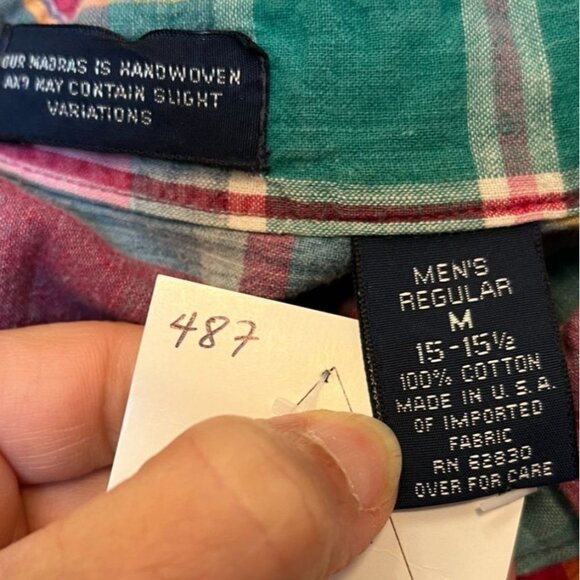 OUR MADRAS IS HANDWOVEN
AND MAY CONTAIN SLIGHT
VARIATIONS
487
MEN'S
REGULAR
M
15-15½
100% COTTON
MADE IN U.S.A.
OF IMPORTED
FABRIC
RN 62830
OVER FOR CARE